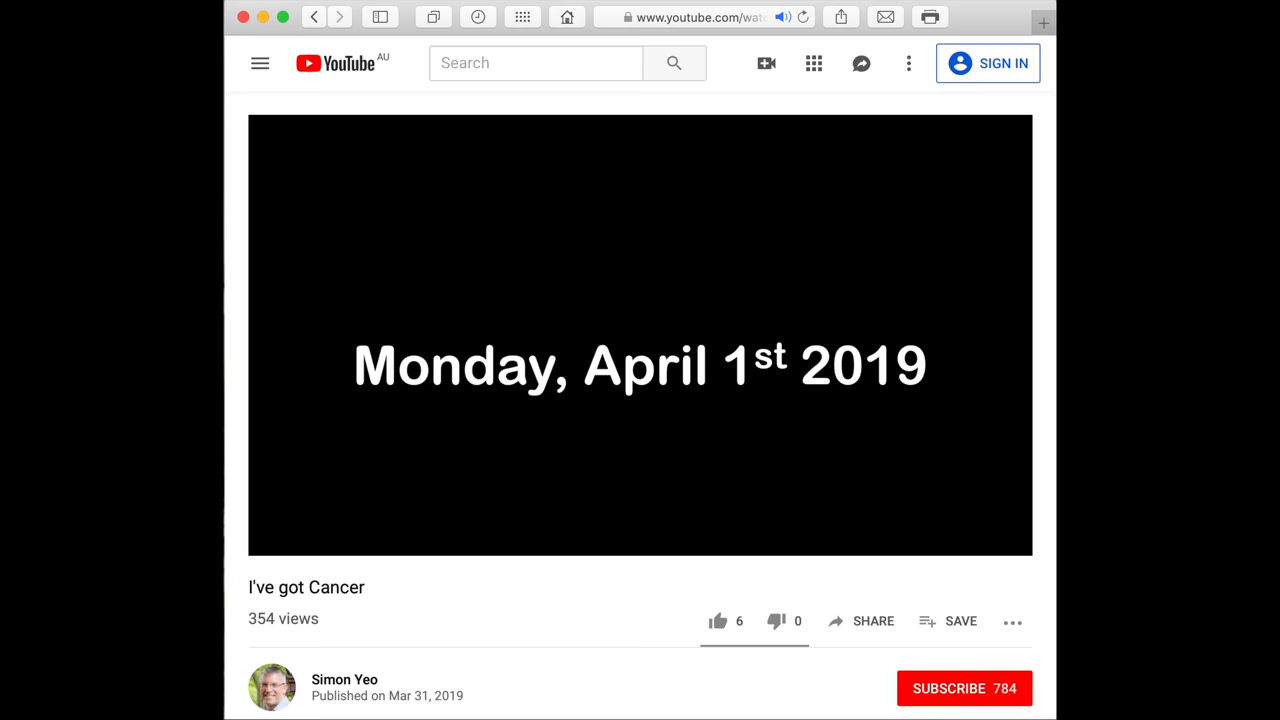 www.youtube.com/wat
YouTube AU
Search
SIGN IN
Monday, April 1st 2019
I've got Cancer
354 views
6
0
SHARE
SAVE
Simon Yeo
Published on Mar 31, 2019
SUBSCRIBE 784